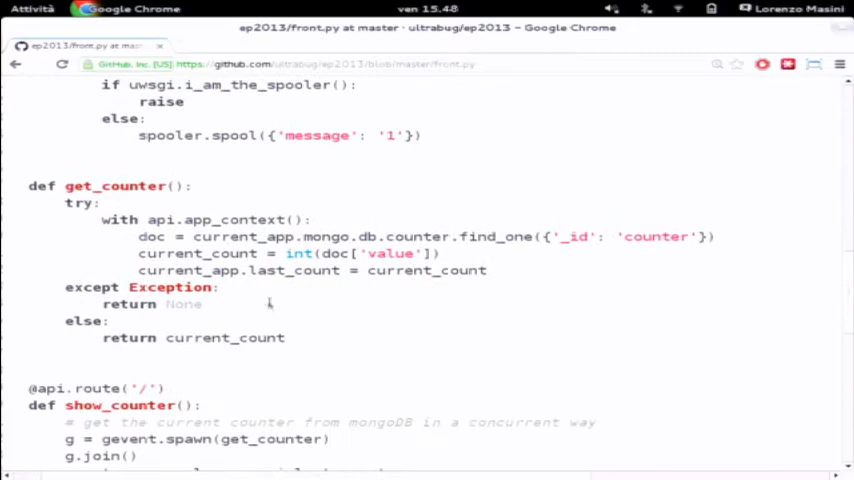 Attività
Google Chrome
ven 15.48
Lorenzo Masini
ep2013/front.py at master · ultrabug/ep2013 - Google Chrome
ep2013/front.py at mast
GitHub, Inc. [US]
https://github.com/ultrabug/ep2013/blob/master/front.py
if uwsgi.i_am_the_spooler():
raise
else:
spooler.spool({'message': '1'})
def get_counter():
try:
with api.app_context():
doc = current_app.mongo.db.counter.find_one({'_id': 'counter'})
current_count = int(doc['value'])
current_app.last_count = current_count
except Exception:
return None
else:
return current_count
@api.route('/')
def show_counter():
# get the current counter from mongoDB in a concurrent way
g = gevent.spawn(get_counter)
g.join()